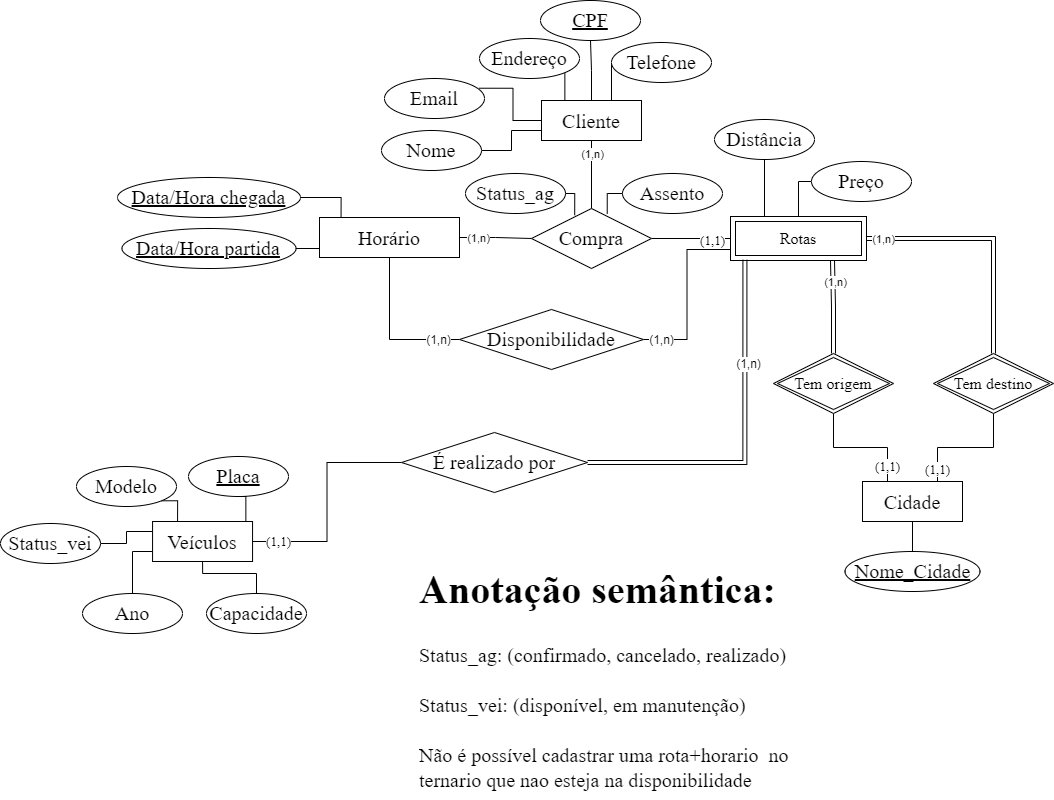 CPF
Endereço
Telefone
Email
Cliente
Nome
Distância
(1,n)
Preço
Data/Hora chegada
Status_ag
Assento
Horário
(1,n)
Compra
(1,1)
Rotas
(1,n)
Data/Hora partida
(1,n)
(1,n)
Disponibilidade
(1,n)
(1,n)
Tem origem
Tem destino
É realizado por
(1,1)
(1,1)
Modelo
Placa
Cidade
Status_vei
Veículos
(1,1)
Nome_Cidade
Ano
Capacidade
Anotação semântica:
Status_ag: (confirmado, cancelado, realizado)
Status_vei: (disponível, em manutenção)
Não é possível cadastrar uma rota+horario no
ternario que nao esteja na disponibilidade